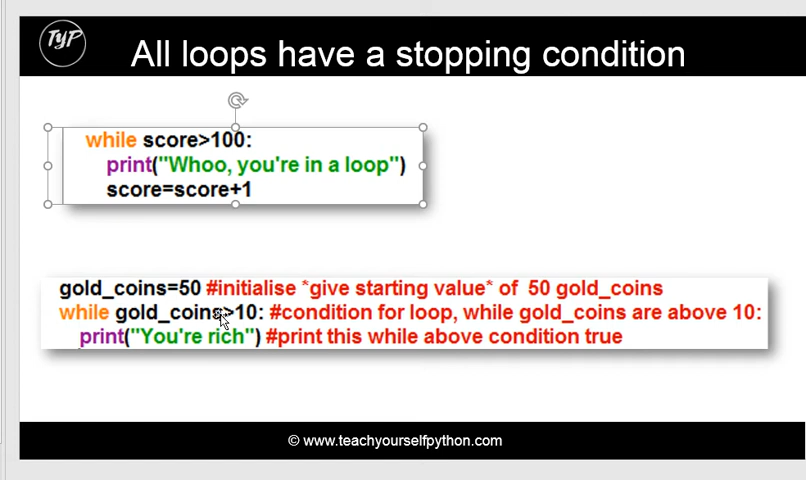 TYP
All loops have a stopping condition
while score>100:
print("Whoo, you're in a loop")
score=score+1
gold_coins=50 #initialise *give starting value* of 50 gold_coins
while gold_coins>10: #condition for loop, while gold_coins are above 10:
print("You're rich") #print this while above condition true
© www.teachyourselfpython.com